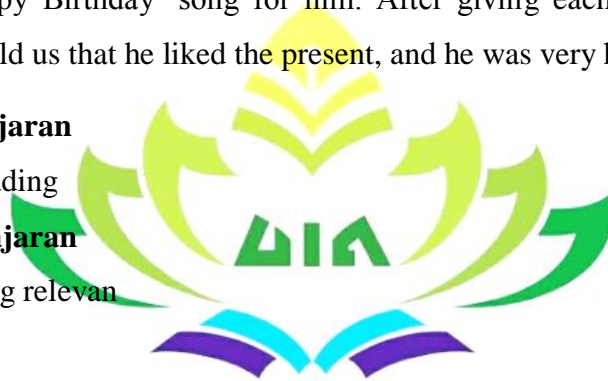 py Birthday" song for him. After giving each
ld us that he liked the present, and he was very
jaran
ding
jaran
g relevan
UIN